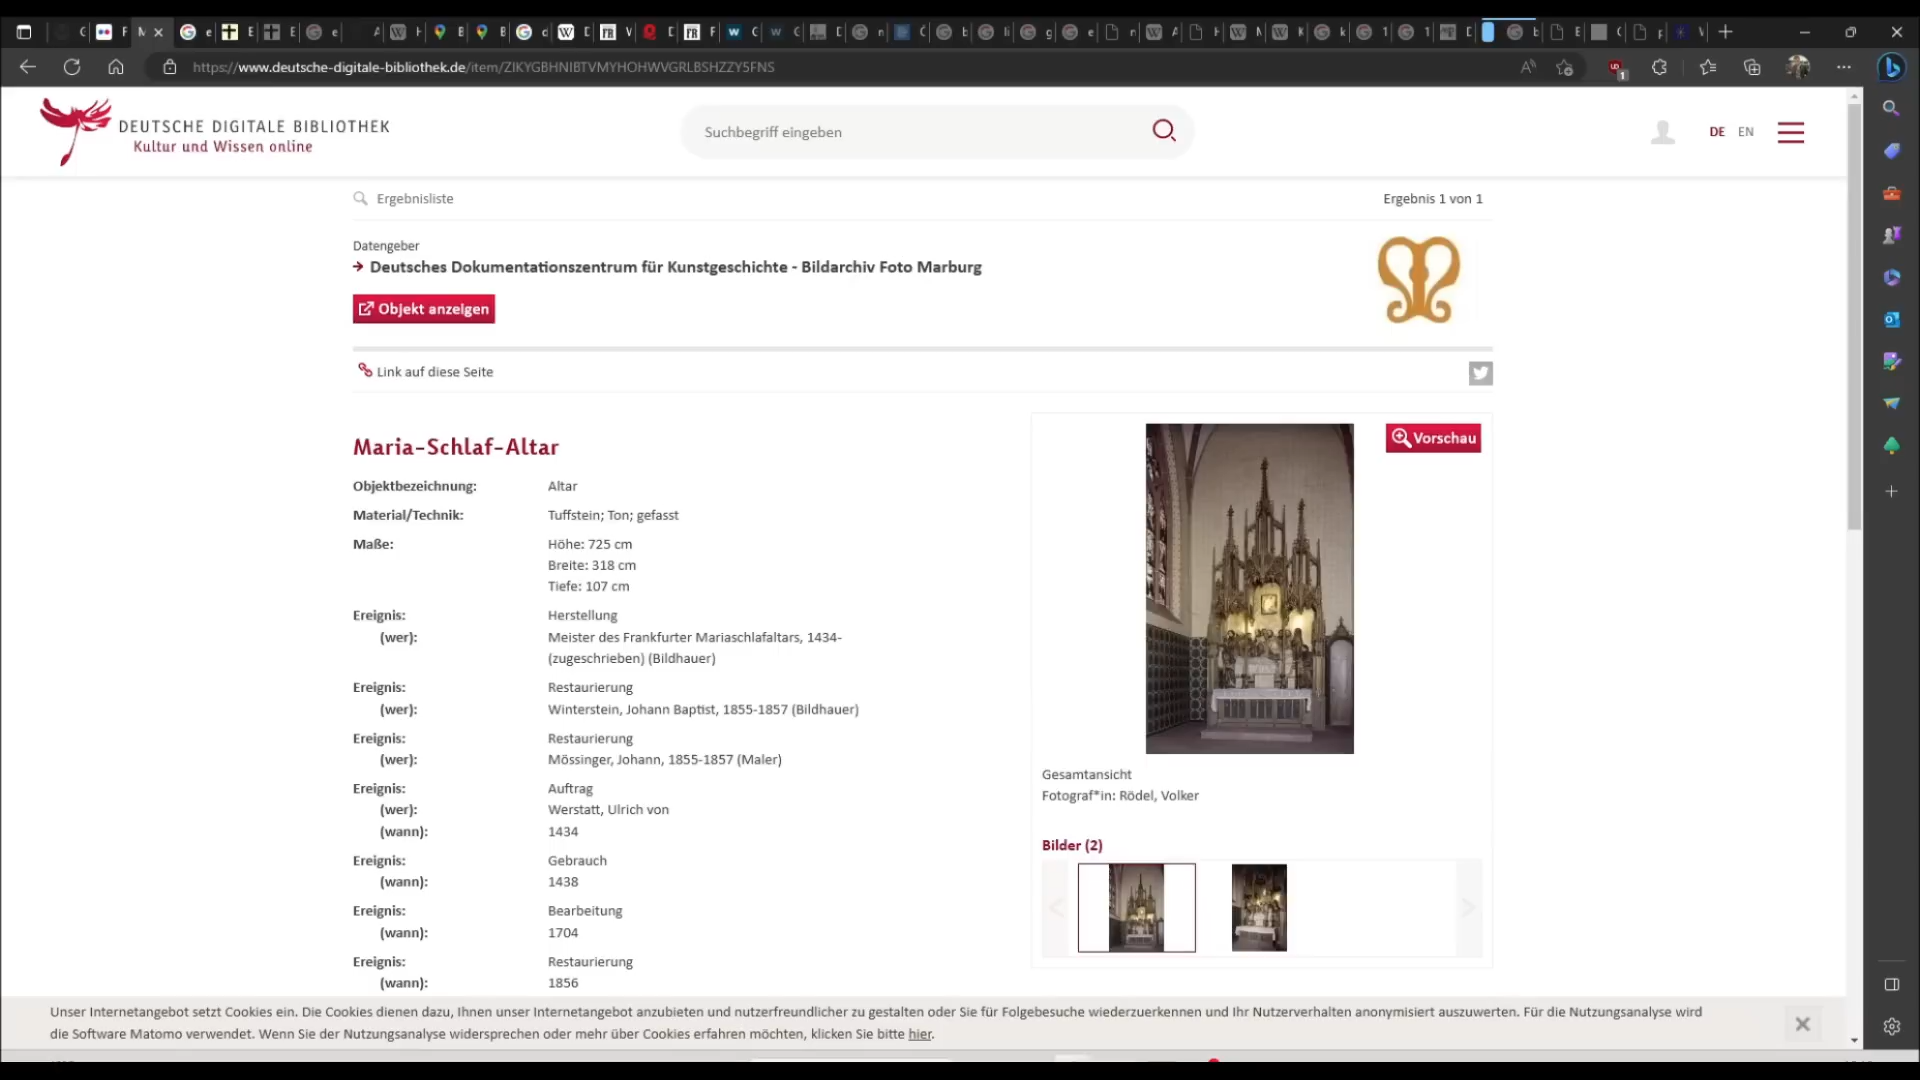 https://www.deutsche-digitale-bibliothek.de/item/ZIKYGBHNIBTVMYHOHWVGRLBSHZZY5FNS
DEUTSCHE DIGITALE BIBLIOTHEK
Kultur und Wissen online
Suchbegriff eingeben
DE EN
Ergebnisliste
Ergebnis 1 von 1
Datengeber
Deutsches Dokumentationszentrum für Kunstgeschichte - Bildarchiv Foto Marburg
Objekt anzeigen
Link auf diese Seite
Maria-Schlaf-Altar
Objektbezeichnung: Altar
Material/Technik: Tuffstein; Ton; gefasst
Maße: Höhe: 725 cm
Breite: 318 cm
Tiefe: 107 cm
Ereignis: Herstellung
(wer): Meister des Frankfurter Mariaschlafaltars, 1434-
(zugeschrieben) (Bildhauer)
Ereignis: Restaurierung
(wer): Winterstein, Johann Baptist, 1855-1857 (Bildhauer)
Ereignis: Restaurierung
(wer): Mössinger, Johann, 1855-1857 (Maler)
Ereignis: Auftrag
(wer): Werstatt, Ulrich von
(wann): 1434
Ereignis: Gebrauch
(wann): 1438
Ereignis: Bearbeitung
(wann): 1704
Ereignis: Restaurierung
(wann): 1856
Vorschau
Gesamtansicht
Fotograf*in: Rödel, Volker
Bilder (2)
Unser Internetangebot setzt Cookies ein. Die Cookies dienen dazu, Ihnen unser Internetangebot anzubieten und nutzerfreundlicher zu gestalten oder Sie für Folgebesuche wiederzuerkennen und Ihr Nutzerverhalten anonymisiert auszuwerten. Für die Nutzungsanalyse wird
die Software Matomo verwendet. Wenn Sie der Nutzungsanalyse widersprechen oder mehr über Cookies erfahren möchten, klicken Sie bitte hier.